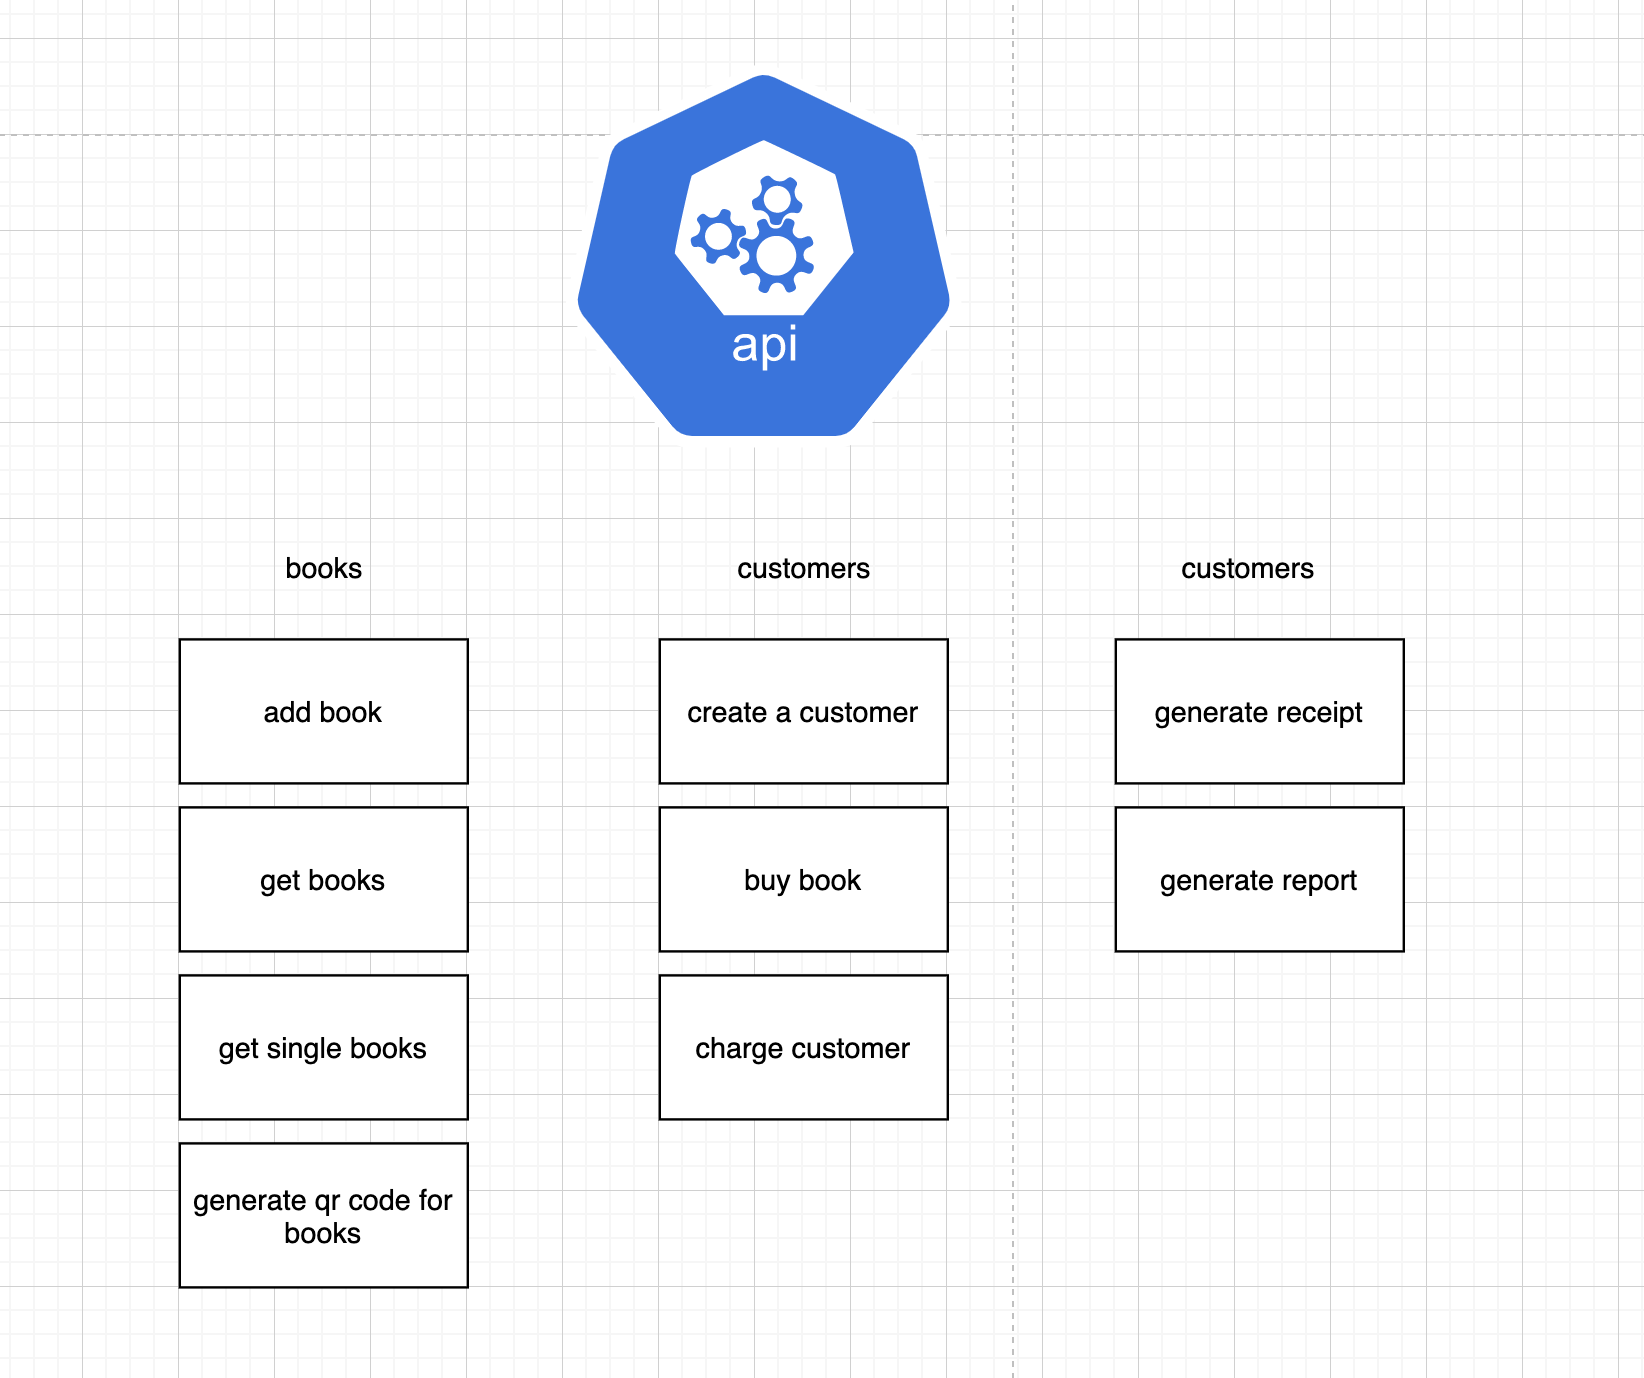 api
books
customers
customers
add book
create a customer
generate receipt
get books
buy book
generate report
get single books
charge customer
generate qr code for
books